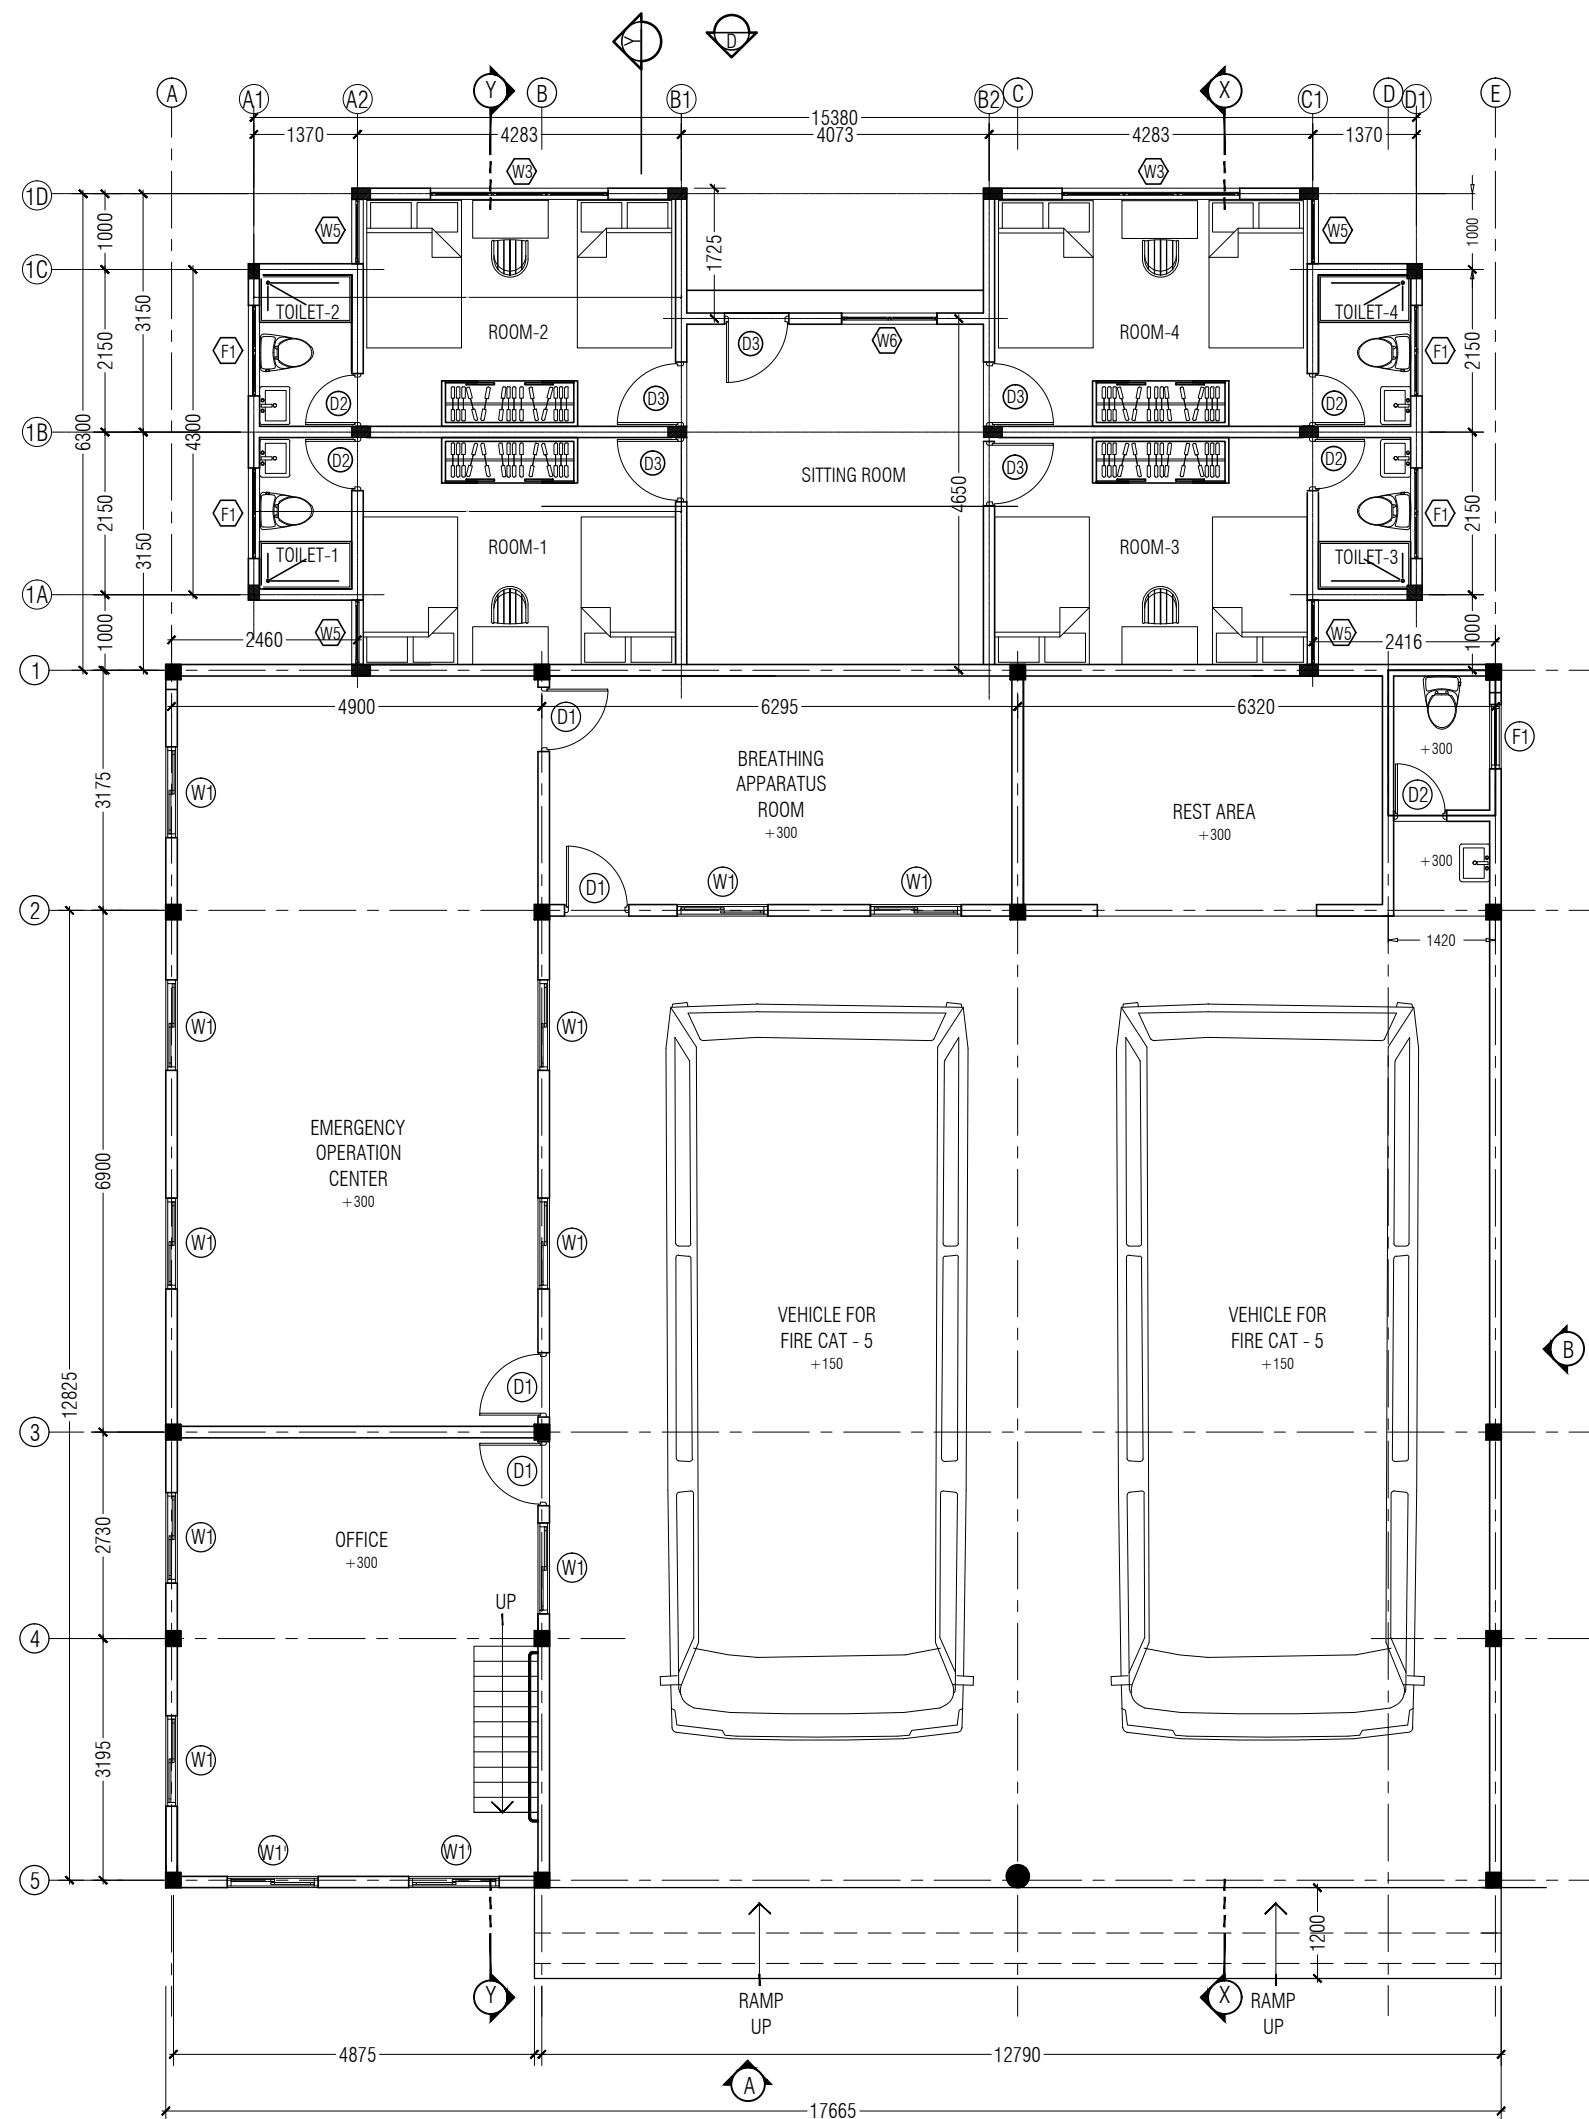 Y
D
A
A1
A2
Y
B
B1
B2
C
X
C1
D
D1
E
15380
1370
4283
4073
4283
1370
W3
W3
1D
1000
W5
1725
W5
1000
1C
3150
TOILET-2
TOILET-4
ROOM-2
ROOM-4
F1
2150
D3
W6
F1
2150
D2
D3
D3
D2
6300
4300
1B
D2
D3
SITTING ROOM
D3
D2
F1
2150
3150
4650
F1
2150
TOILET-1
ROOM-1
ROOM-3
TOILET-3
1A
1000
2460
W5
W5
2416
1000
1
4900
D1
6295
6320
F1
3175
W1
BREATHING
APPARATUS
ROOM
+300
REST AREA
+300
+300
D2
+300
D1
W1
W1
2
1420
W1
W1
EMERGENCY
OPERATION
CENTER
+300
6900
W1
W1
VEHICLE FOR
FIRE CAT - 5
+150
VEHICLE FOR
FIRE CAT - 5
+150
B
12825
D1
3
D1
2730
W1
OFFICE
+300
W1
UP
4
3195
W1
W1'
W1'
5
1200
Y
RAMP
UP
X
RAMP
UP
4875
12790
A
17665